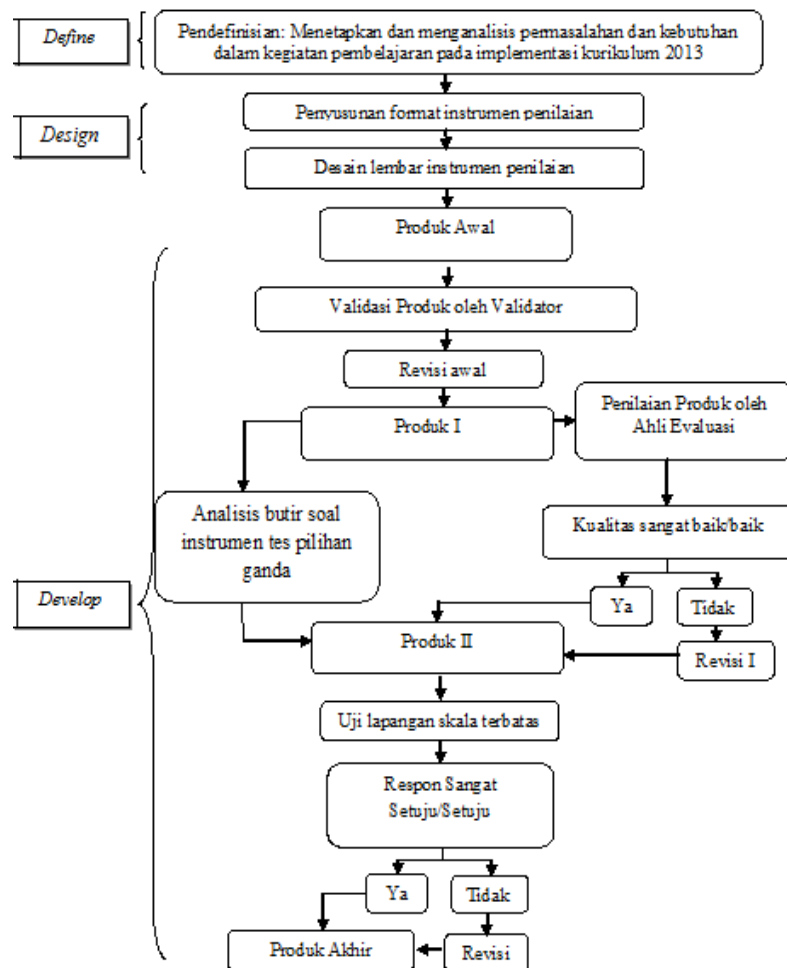 Define
Pendefinisian: Menetapkan dan menganalisis permasalahan dan kebutuhan
dalam kegiatan pembelajaran pada implementasi kurikulum 2013
Design
Penyusunan format instrumen penilaian
Desain lembar instrumen penilaian
Produk Awal
Validasi Produk oleh Validator
Revisi awal
Produk I
Penilaian Produk oleh
Ahli Evaluasi
Analisis butir soal
instrumen tes pilihan
ganda
Kualitas sangat baik/baik
Develop
Ya
Tidak
Produk II
Revisi I
Uji lapangan skala terbatas
Respon Sangat
Setuju/Setuju
Ya
Tidak
Produk Akhir
Revisi